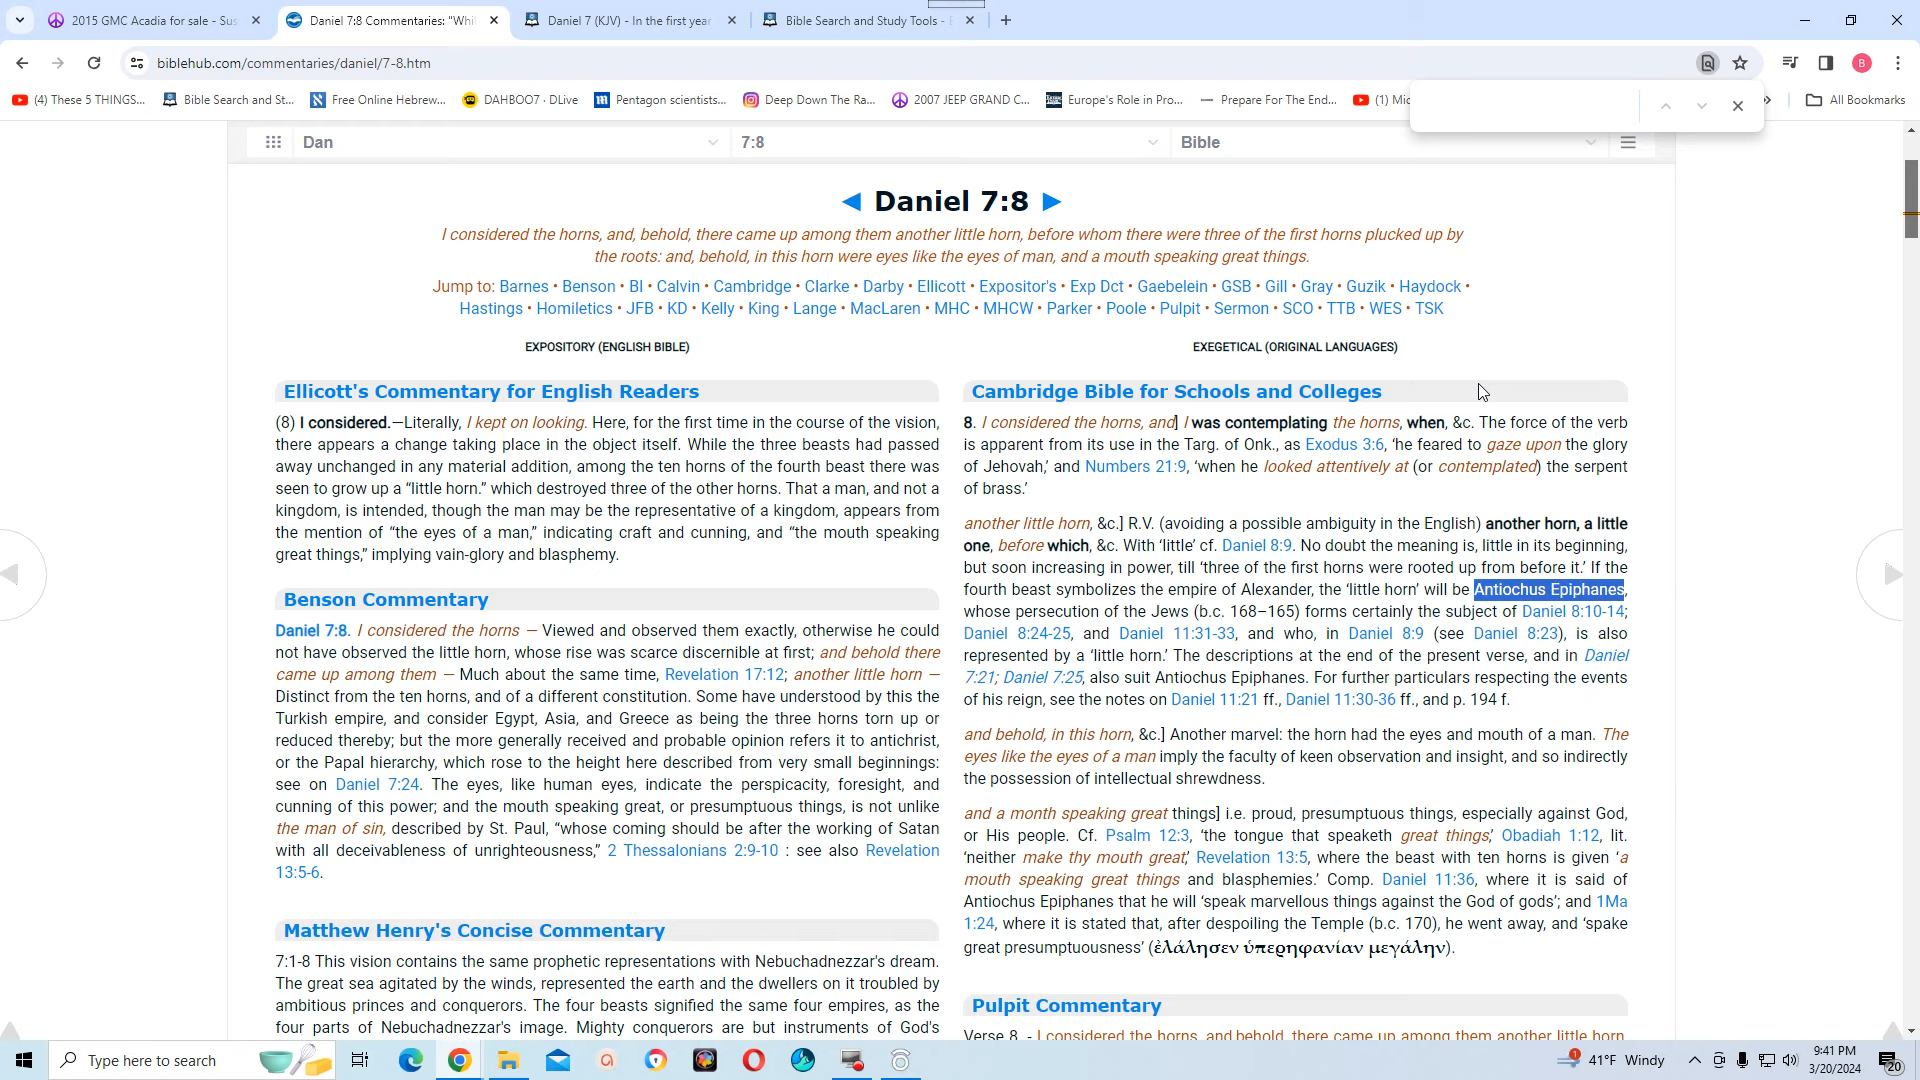 2015 GMC Acadia for sale - Sus
Daniel 7:8 Commentaries: "Whi
Daniel 7 (KJV) - In the first year
Bible Search and Study Tools -
biblehub.com/commentaries/daniel/7-8.htm
B
(4) These 5 THINGS...
Bible Search and St...
Free Online Hebrew...
DAHBOO7 · DLive
Pentagon scientists...
Deep Down The Ra...
2007 JEEP GRAND C...
Europe's Role in Pro...
Prepare For The End...
(1) Mic
All Bookmarks
Dan
7:8
Bible
◄ Daniel 7:8 ►
I considered the horns, and, behold, there came up among them another little horn, before whom there were three of the first horns plucked up by
the roots: and, behold, in this horn were eyes like the eyes of man, and a mouth speaking great things.
Jump to: Barnes • Benson • BI • Calvin • Cambridge • Clarke • Darby • Ellicott • Expositor's • Exp Dct • Gaebelein • GSB • Gill • Gray • Guzik • Haydock •
Hastings • Homiletics • JFB • KD • Kelly • King • Lange • MacLaren • MHC • MHCW • Parker • Poole • Pulpit • Sermon • SCO • TTB • WES • TSK
EXPOSITORY (ENGLISH BIBLE)
Ellicott's Commentary for English Readers
(8) I considered.—Literally, I kept on looking. Here, for the first time in the course of the vision,
there appears a change taking place in the object itself. While the three beasts had passed
away unchanged in any material addition, among the ten horns of the fourth beast there was
seen to grow up a “little horn.” which destroyed three of the other horns. That a man, and not a
kingdom, is intended, though the man may be the representative of a kingdom, appears from
the mention of “the eyes of a man,” indicating craft and cunning, and “the mouth speaking
great things,” implying vain-glory and blasphemy.
Benson Commentary
Daniel 7:8. I considered the horns — Viewed and observed them exactly, otherwise he could
not have observed the little horn, whose rise was scarce discernible at first; and behold there
came up among them — Much about the same time, Revelation 17:12; another little horn —
Distinct from the ten horns, and of a different constitution. Some have understood by this the
Turkish empire, and consider Egypt, Asia, and Greece as being the three horns torn up or
reduced thereby; but the more generally received and probable opinion refers it to antichrist,
or the Papal hierarchy, which rose to the height here described from very small beginnings:
see on Daniel 7:24. The eyes, like human eyes, indicate the perspicacity, foresight, and
cunning of this power; and the mouth speaking great, or presumptuous things, is not unlike
the man of sin, described by St. Paul, “whose coming should be after the working of Satan
with all deceivableness of unrighteousness,” 2 Thessalonians 2:9-10 : see also Revelation
13:5-6.
Matthew Henry's Concise Commentary
7:1-8 This vision contains the same prophetic representations with Nebuchadnezzar's dream.
The great sea agitated by the winds, represented the earth and the dwellers on it troubled by
ambitious princes and conquerors. The four beasts signified the same four empires, as the
four parts of Nebuchadnezzar's image. Mighty conquerors are but instruments of God's
EXEGETICAL (ORIGINAL LANGUAGES)
Cambridge Bible for Schools and Colleges
8. I considered the horns, and] I was contemplating the horns, when, &c. The force of the verb
is apparent from its use in the Targ. of Onk., as Exodus 3:6, ‘he feared to gaze upon the glory
of Jehovah,’ and Numbers 21:9, ‘when he looked attentively at (or contemplated) the serpent
of brass.’
another little horn, &c.] R.V. (avoiding a possible ambiguity in the English) another horn, a little
one, before which, &c. With ‘little’ cf. Daniel 8:9. No doubt the meaning is, little in its beginning,
but soon increasing in power, till ‘three of the first horns were rooted up from before it.’ If the
fourth beast symbolizes the empire of Alexander, the ‘little horn’ will be Antiochus Epiphanes,
whose persecution of the Jews (b.c. 168–165) forms certainly the subject of Daniel 8:10-14;
Daniel 8:24-25, and Daniel 11:31-33, and who, in Daniel 8:9 (see Daniel 8:23), is also
represented by a ‘little horn.’ The descriptions at the end of the present verse, and in Daniel
7:21; Daniel 7:25, also suit Antiochus Epiphanes. For further particulars respecting the events
of his reign, see the notes on Daniel 11:21 ff., Daniel 11:30-36 ff., and p. 194 f.
and behold, in this horn, &c.] Another marvel: the horn had the eyes and mouth of a man. The
eyes like the eyes of a man imply the faculty of keen observation and insight, and so indirectly
the possession of intellectual shrewdness.
and a month speaking great things] i.e. proud, presumptuous things, especially against God,
or His people. Cf. Psalm 12:3, ‘the tongue that speaketh great things,’ Obadiah 1:12, lit.
‘neither make thy mouth great,’ Revelation 13:5, where the beast with ten horns is given ‘a
mouth speaking great things and blasphemies.’ Comp. Daniel 11:36, where it is said of
Antiochus Epiphanes that he will ‘speak marvellous things against the God of gods’; and 1Ma
1:24, where it is stated that, after despoiling the Temple (b.c. 170), he went away, and ‘spake
great presumptuousness’ (ἐλάλησεν ὑπερηφανίαν μεγάλην).
Pulpit Commentary
Verse 8. - I considered the horns, and behold, there came up among them another little horn,
Type here to search
41°F Windy
9:41 PM
3/20/2024
20